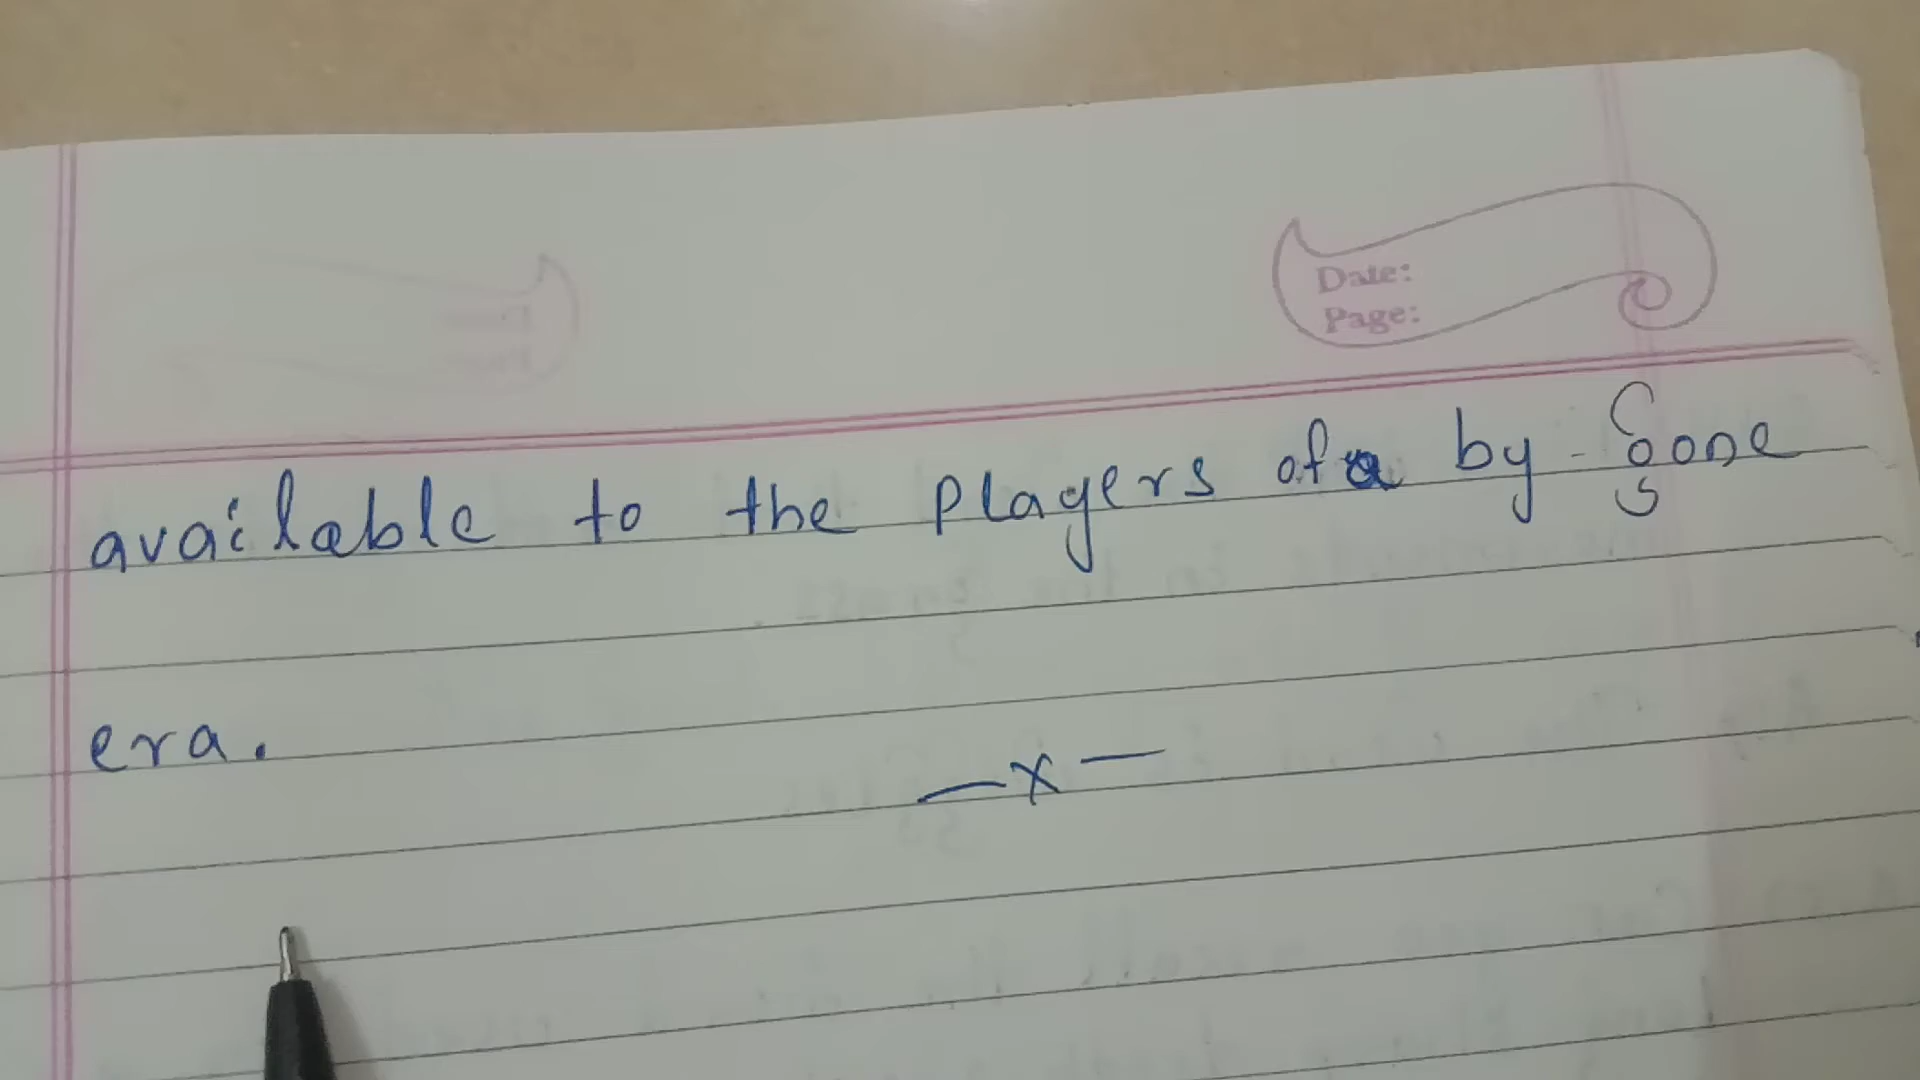 Date:
Page:
available to the players of a by-gone
era.
—x—